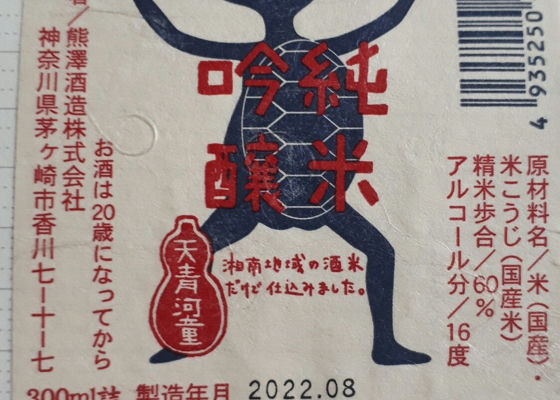 純米
吟醸
天青河童
湘南地域の酒米
だけで仕込みました。
原材料名／米（国産）・
米こうじ（国産米）
精米歩合／60％
アルコール分／16度
4 935250
お酒は20歳になってから
者／熊澤酒造株式会社
神奈川県茅ヶ崎市香川七ー十ー七
300ml詰 製造年月 2022.08